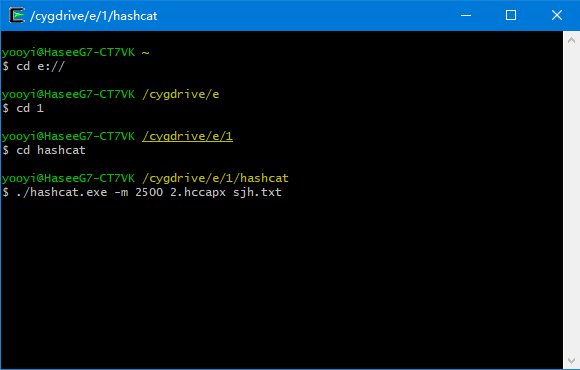 /cygdrive/e/1/hashcat
yooyi@HaseeG7-CT7VK ~
$ cd e://
yooyi@HaseeG7-CT7VK /cygdrive/e
$ cd 1
yooyi@HaseeG7-CT7VK /cygdrive/e/1
$ cd hashcat
yooyi@HaseeG7-CT7VK /cygdrive/e/1/hashcat
$ ./hashcat.exe -m 2500 2.hccapx sjh.txt